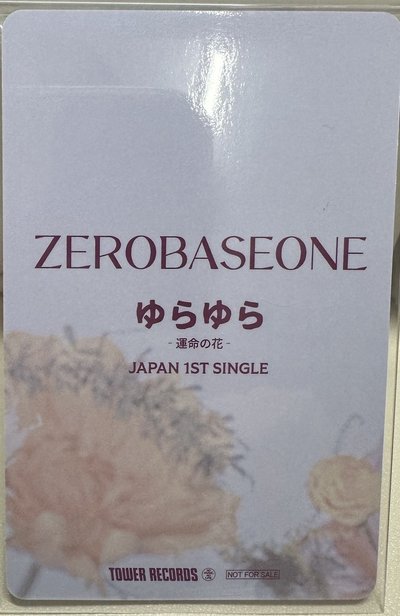 ZEROBASEONE
ゆらゆら
- 運命の花 -
JAPAN 1ST SINGLE
TOWER RECORDS NOT FOR SALE